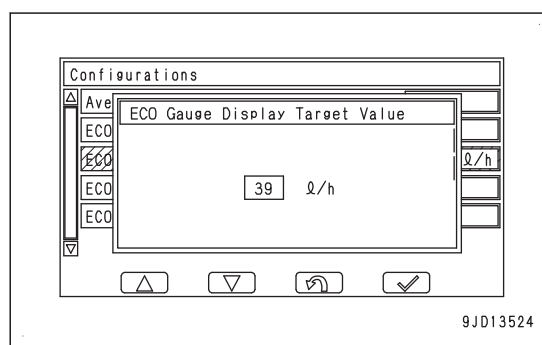 Configurations
Ave
ECO Gauge Display Target Value
ECO
ECO
ℓ/h
39 ℓ/h
ECO
ECO
9JD13524